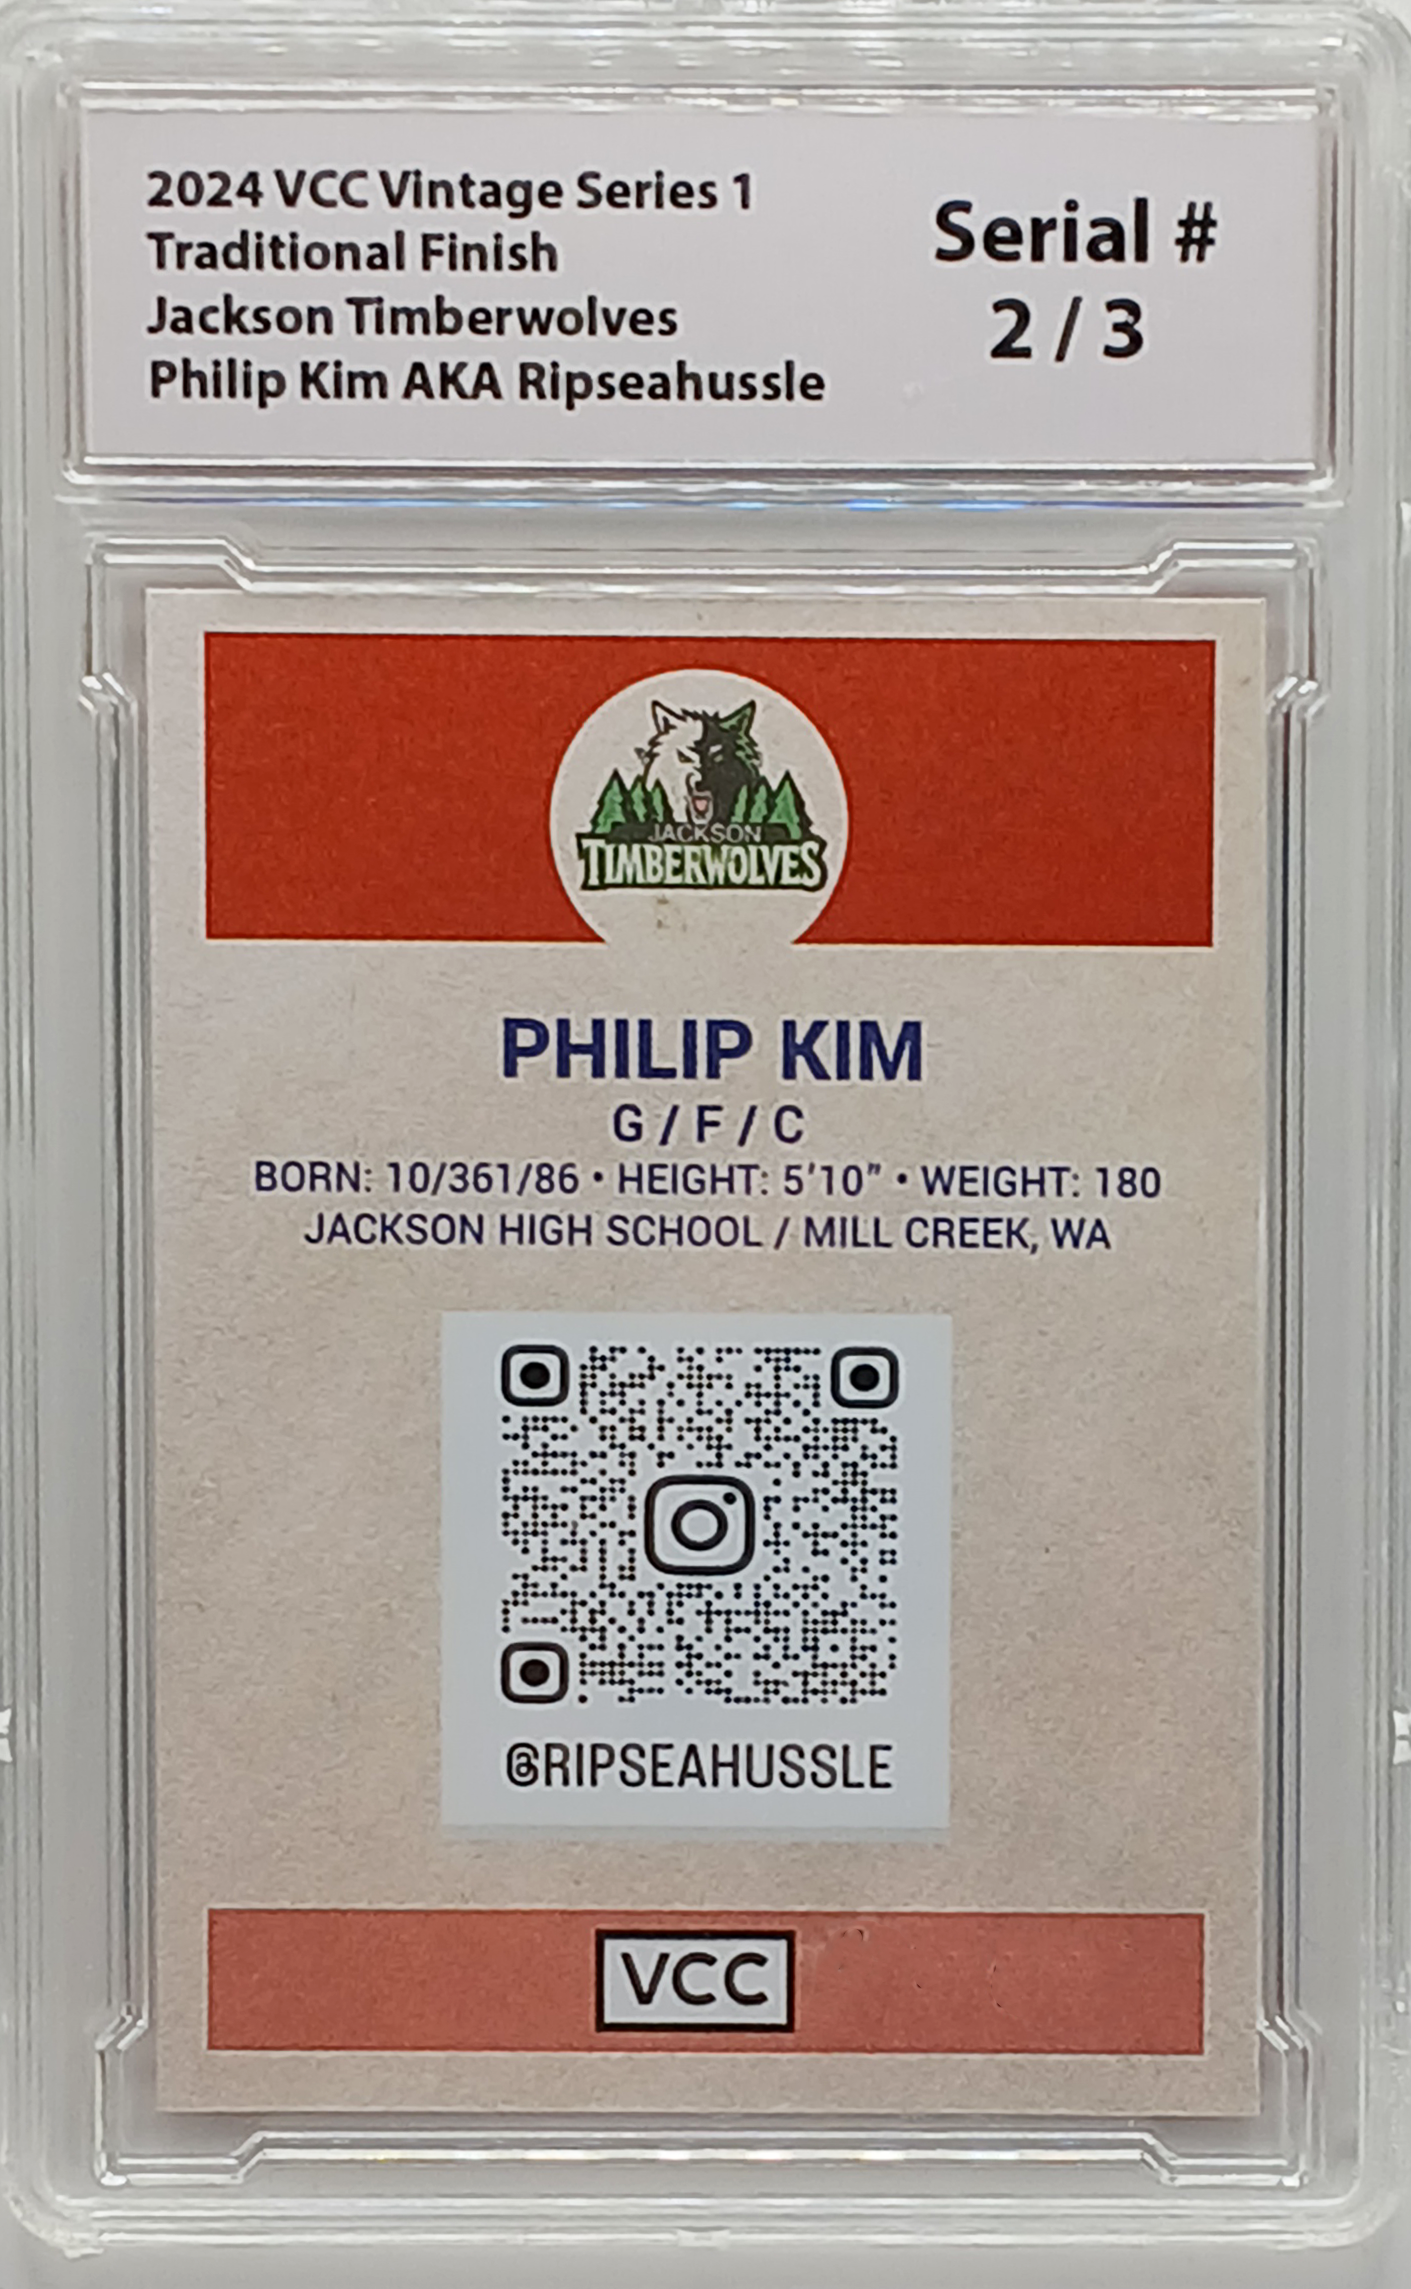 2024 VCC Vintage Series 1
Traditional Finish
Jackson Timberwolves
Philip Kim AKA Ripseahussle
Serial #
2 / 3
JACKSON
TIMBERWOLVES
PHILIP KIM
G / F / C
BORN: 10/361/86 • HEIGHT: 5'10" • WEIGHT: 180
JACKSON HIGH SCHOOL / MILL CREEK, WA
@RIPSEAHUSSLE
VCC